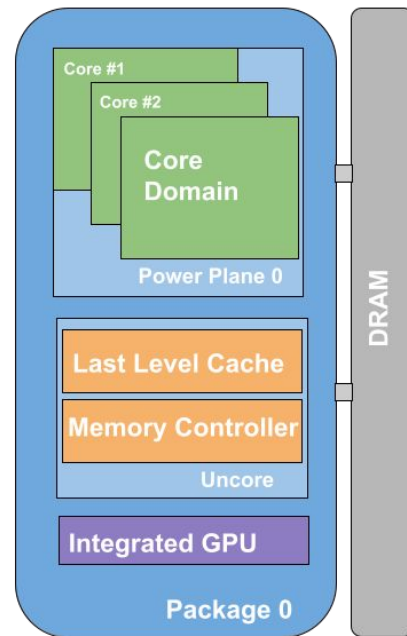 Core #1
Core #2
Core
Domain
Power Plane 0
Last Level Cache
Memory Controller
Uncore
Integrated GPU
Package 0
DRAM